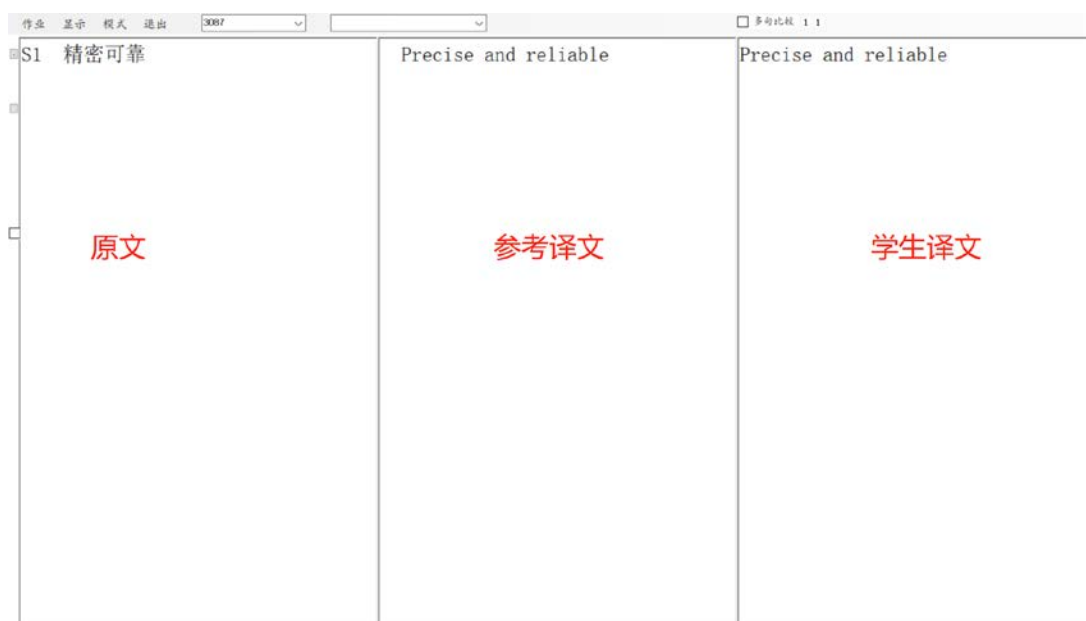 作业 显示 模式 退出 3087 多句比较 1 1
S1 精密可靠 Precise and reliable Precise and reliable
原文 参考译文 学生译文